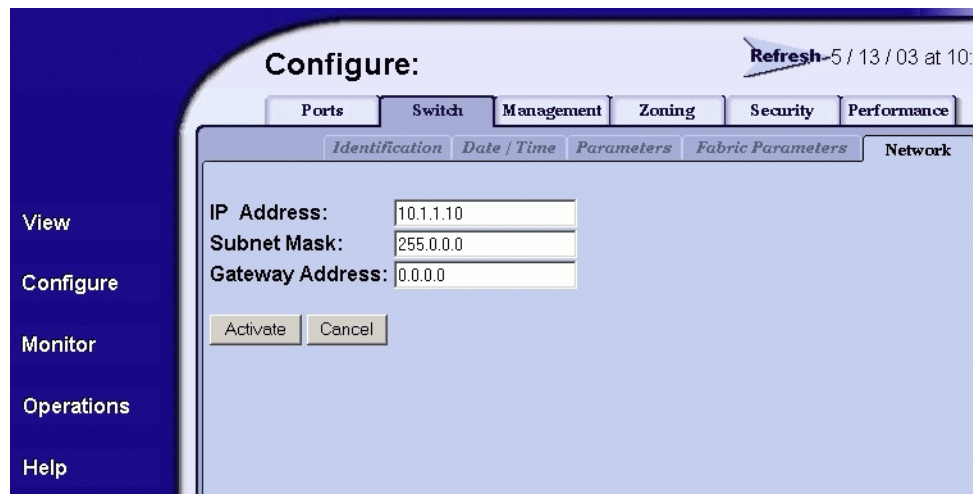 Configure:
Refresh 5 / 13 / 03 at 10:
Ports Switch Management Zoning Security Performance
Identification Date / Time Parameters Fabric Parameters Network
View
Configure
Monitor
Operations
Help
IP Address: 10.1.1.10
Subnet Mask: 255.0.0.0
Gateway Address: 0.0.0.0
Activate Cancel